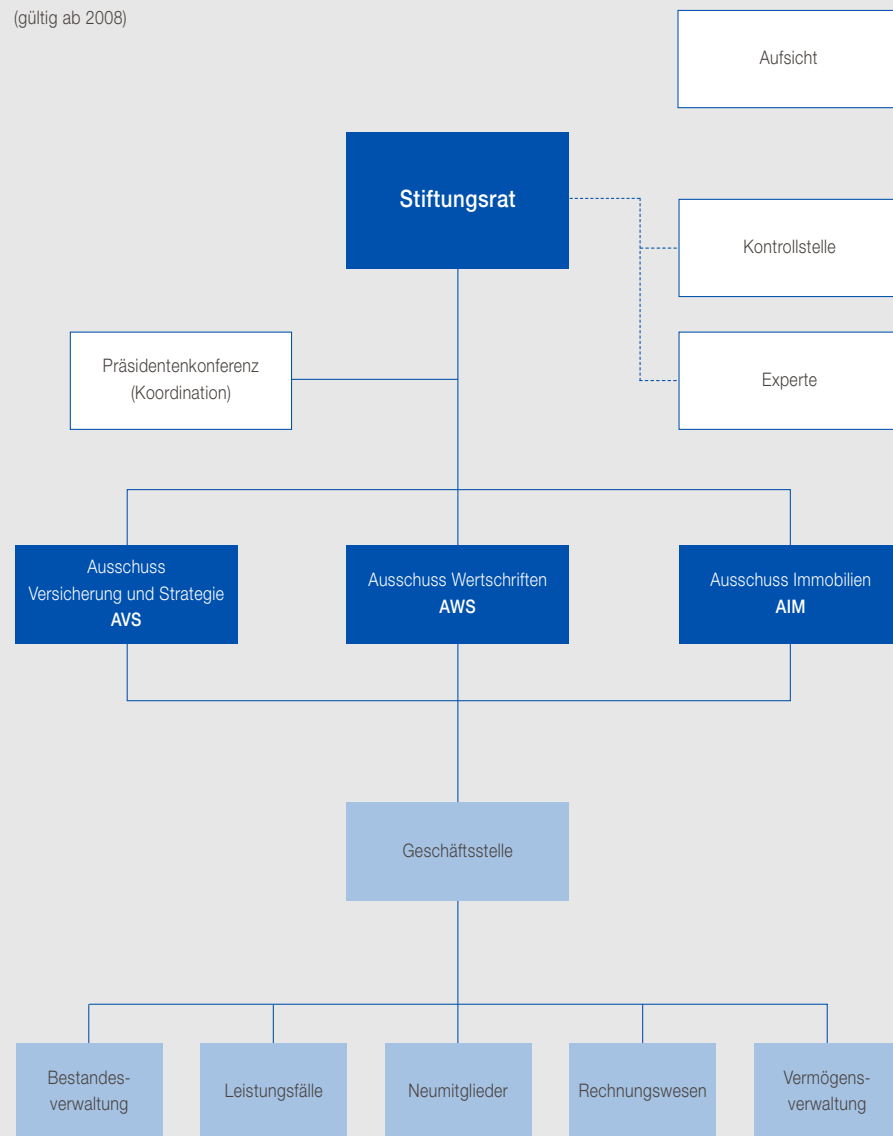 (gültig ab 2008)
Aufsicht
Stiftungsrat
Kontrollstelle
Präsidentenkonferenz
(Koordination)
Experte
Ausschuss
Versicherung und Strategie
AVS
Ausschuss Wertschriften
AWS
Ausschuss Immobilien
AIM
Geschäftsstelle
Bestandes-
verwaltung
Leistungsfälle
Neumitglieder
Rechnungswesen
Vermögens-
verwaltung